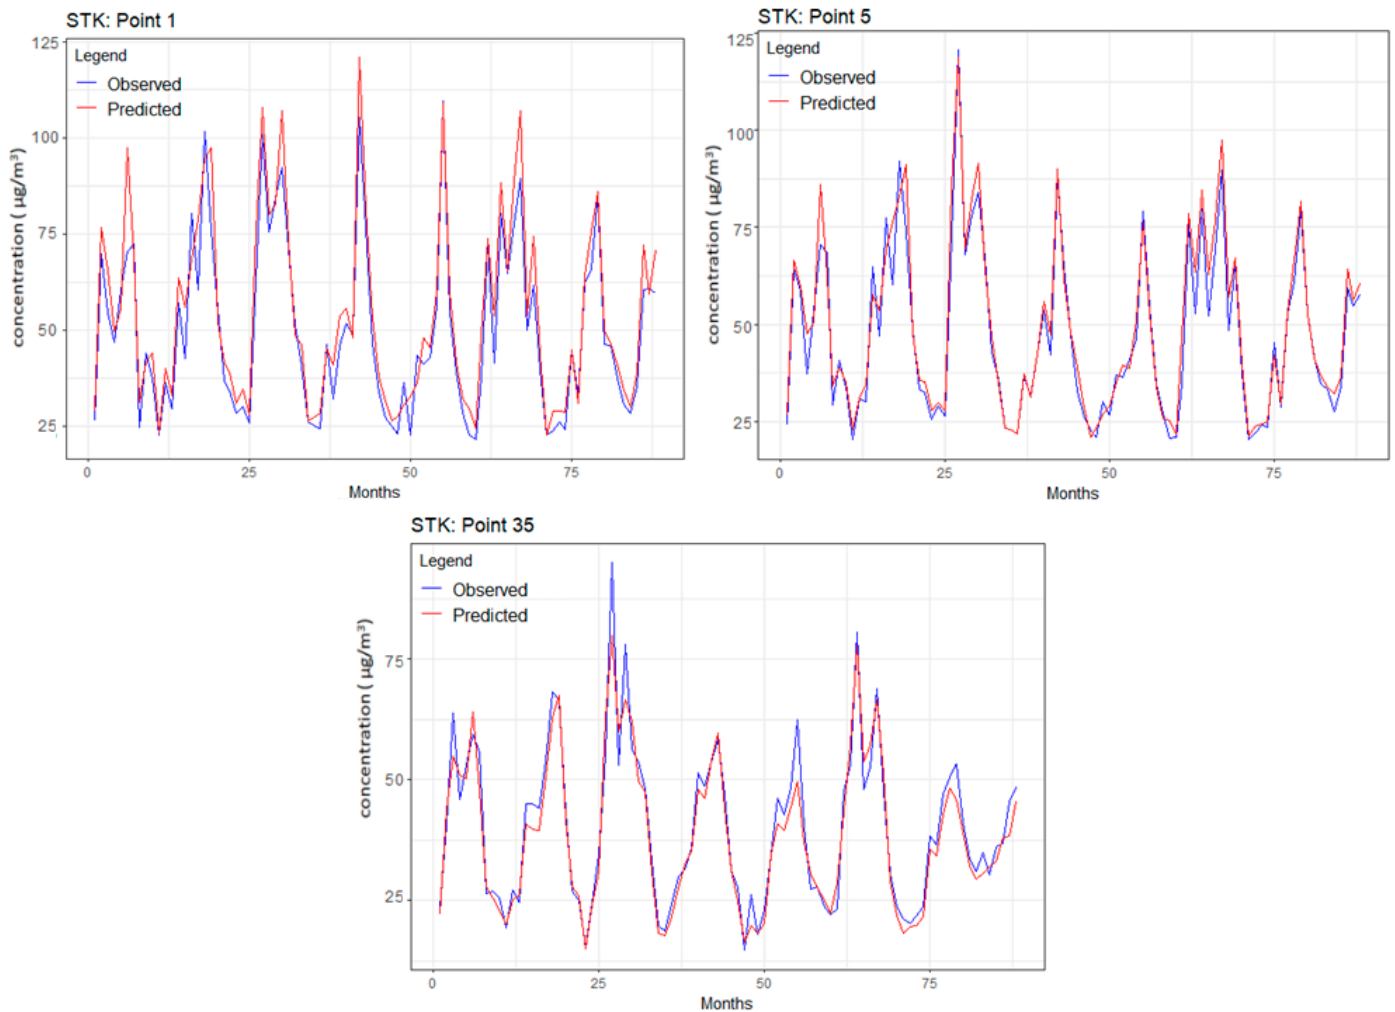 STK: Point 1
125
100
75
50
25
Legend
Observed
Predicted
concentration ( µg/m³)
0
25
50
75
Months
STK: Point 5
125
100
75
50
25
Legend
Observed
Predicted
concentration ( µg/m³)
0
25
50
75
Months
STK: Point 35
75
50
25
Legend
Observed
Predicted
concentration ( µg/m³)
0
25
50
75
Months